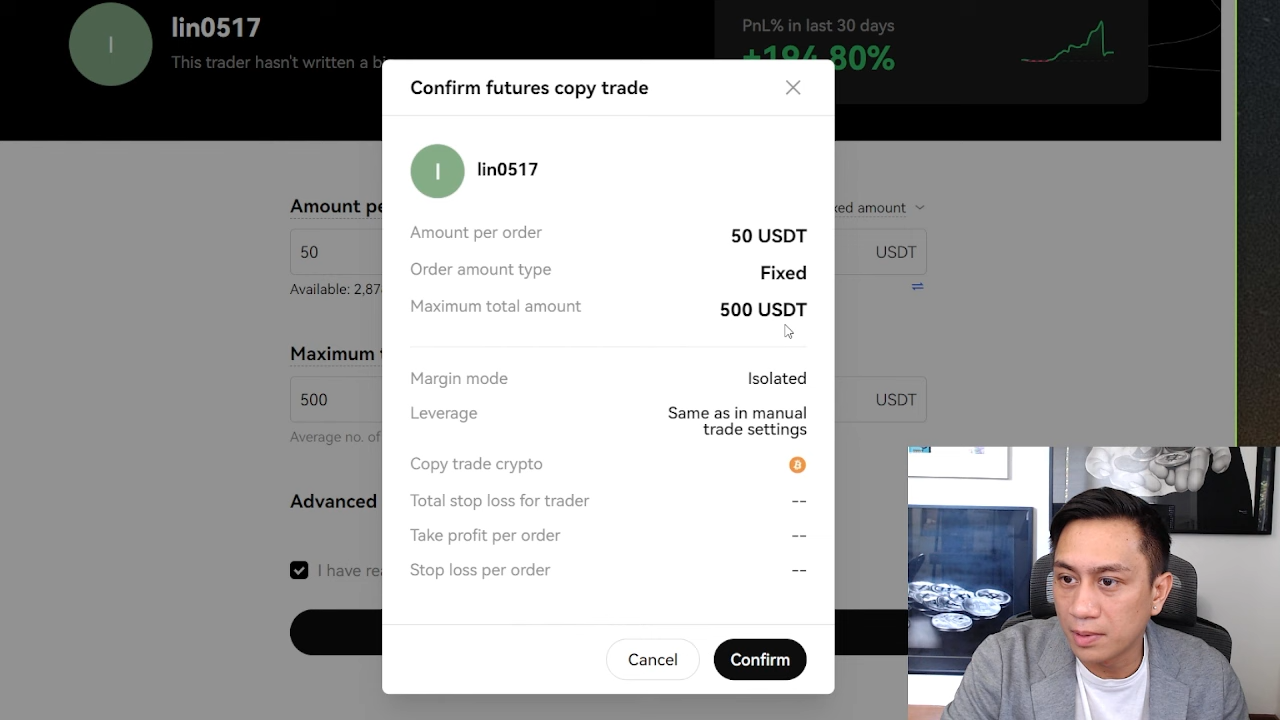 lin0517
This trader hasn't written a bi
PnL% in last 30 days
+194.80%
Confirm futures copy trade
l
lin0517
Amount per order
50 USDT
Order amount type
Fixed
Maximum total amount
500 USDT
Margin mode
Isolated
Leverage
Same as in manual
trade settings
Copy trade crypto
Total stop loss for trader
--
Take profit per order
--
Stop loss per order
--
Cancel
Confirm
l
Amount pe
xed amount
50
USDT
Available: 2,87
Maximum t
500
USDT
Average no. of
Advanced
I have rea